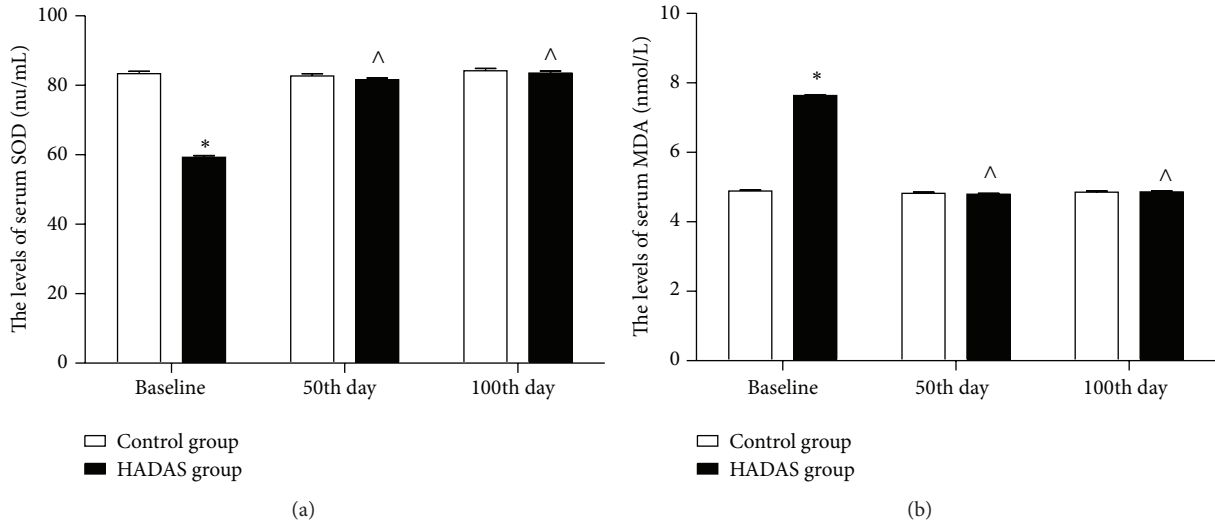 The levels of serum SOD (nu/mL)
100
80
60
40
20
0
*
^
^
Baseline
50th day
100th day
Control group
HADAS group
(a)
The levels of serum MDA (nmol/L)
10
8
6
4
2
0
*
^
^
Baseline
50th day
100th day
Control group
HADAS group
(b)